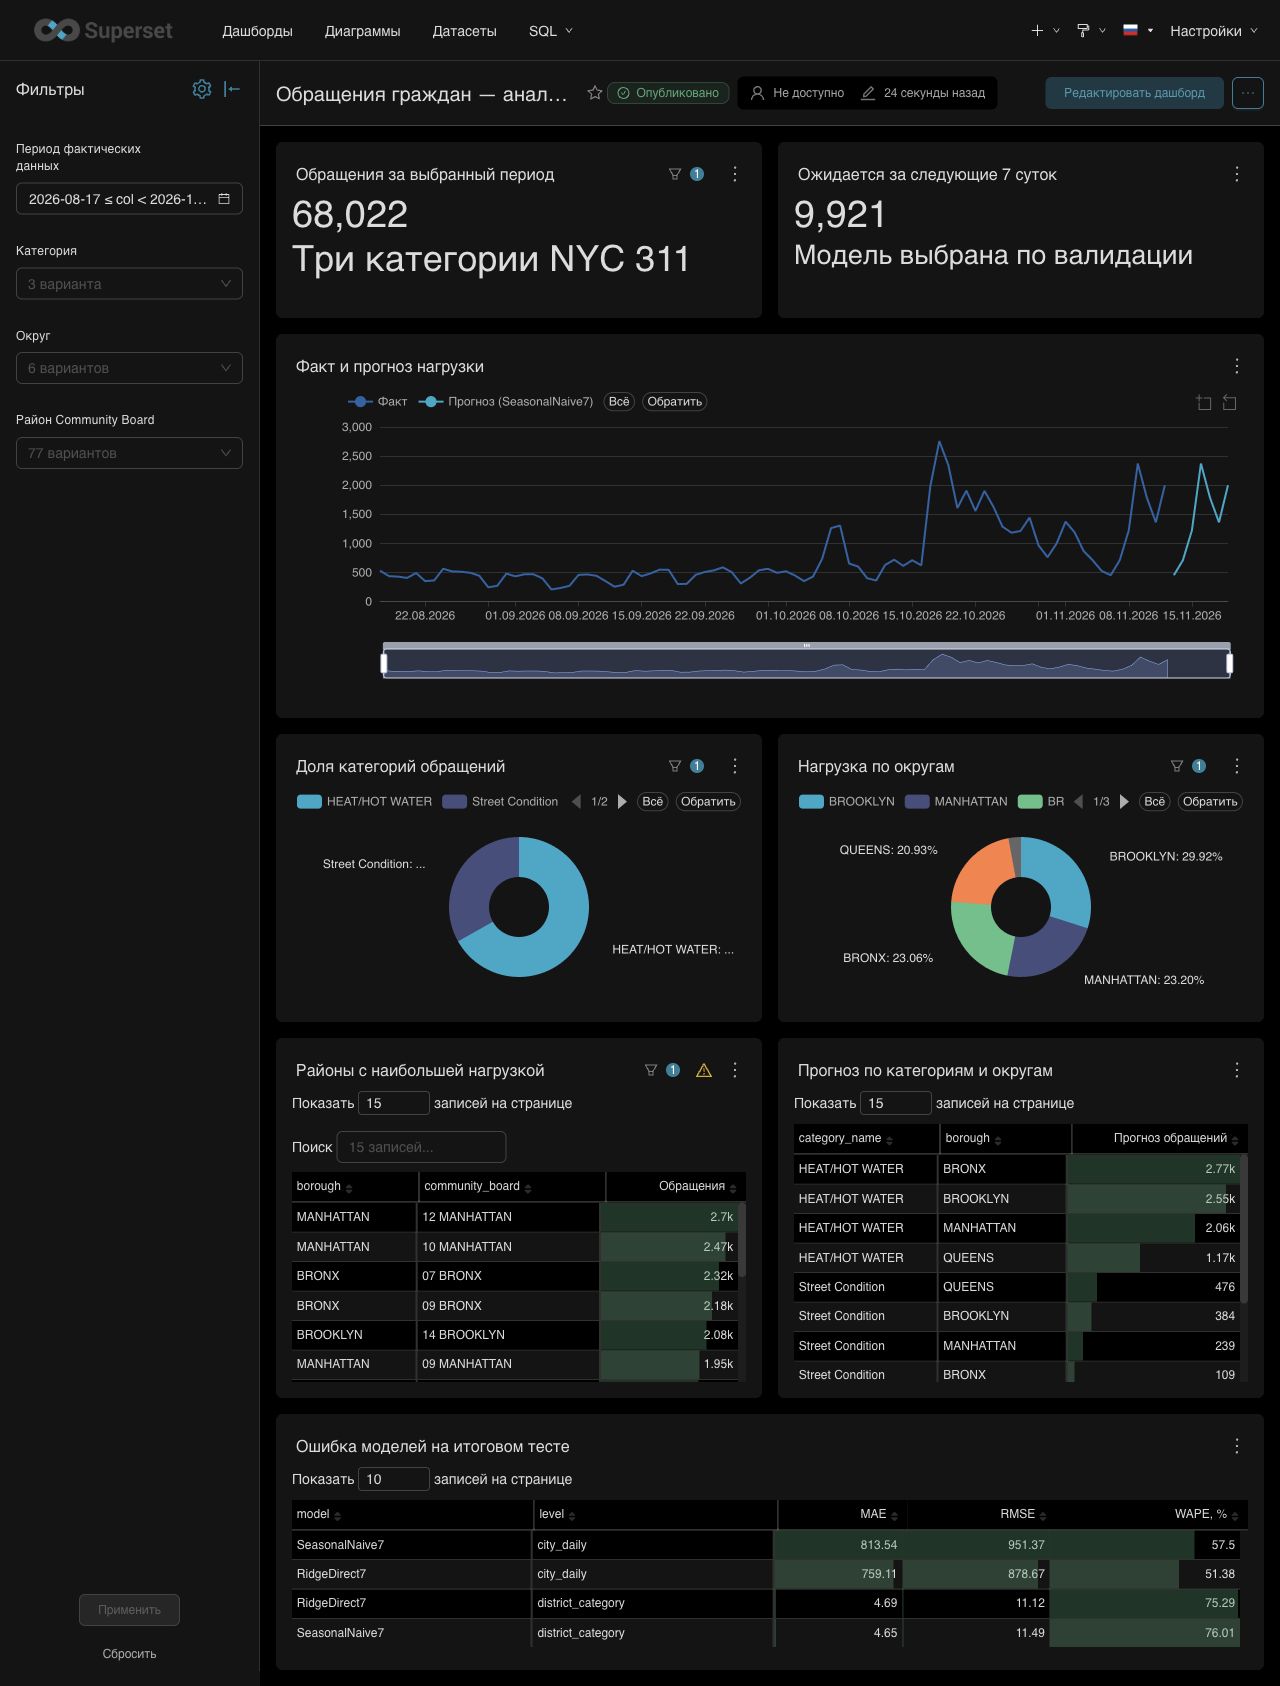 Superset
Дашборды Диаграммы Датасеты SQL Настройки
Фильтры
Период фактических
данных
2026-08-17 ≤ col < 2026-1...
Категория
3 варианта
Округ
6 вариантов
Район Community Board
77 вариантов
Применить
Сбросить
Обращения граждан — анал... Опубликовано Не доступно 24 секунды назад Редактировать дашборд ...
Обращения за выбранный период 1
68,022
Три категории NYC 311
Ожидается за следующие 7 суток
9,921
Модель выбрана по валидации
Факт и прогноз нагрузки
Факт Прогноз (SeasonalNaive7) Всё Обратить
3,000
2,500
2,000
1,500
1,000
500
0
22.08.2026 01.09.2026 08.09.2026 15.09.2026 22.09.2026 01.10.2026 08.10.2026 15.10.2026 22.10.2026 01.11.2026 08.11.2026 15.11.2026
Доля категорий обращений 1
HEAT/HOT WATER Street Condition 1/2 Всё Обратить
Street Condition: ...
HEAT/HOT WATER: ...
Нагрузка по округам 1
BROOKLYN MANHATTAN BR 1/3 Всё Обратить
QUEENS: 20.93%
BROOKLYN: 29.92%
BRONX: 23.06%
MANHATTAN: 23.20%
Районы с наибольшей нагрузкой 1
Показать 15 записей на странице
Поиск 15 записей...
borough community_board Обращения
MANHATTAN 12 MANHATTAN 2.7k
MANHATTAN 10 MANHATTAN 2.47k
BRONX 07 BRONX 2.32k
BRONX 09 BRONX 2.18k
BROOKLYN 14 BROOKLYN 2.08k
MANHATTAN 09 MANHATTAN 1.95k
Прогноз по категориям и округам
Показать 15 записей на странице
category_name borough Прогноз обращений
HEAT/HOT WATER BRONX 2.77k
HEAT/HOT WATER BROOKLYN 2.55k
HEAT/HOT WATER MANHATTAN 2.06k
HEAT/HOT WATER QUEENS 1.17k
Street Condition QUEENS 476
Street Condition BROOKLYN 384
Street Condition MANHATTAN 239
Street Condition BRONX 109
Ошибка моделей на итоговом тесте
Показать 10 записей на странице
model level MAE RMSE WAPE, %
SeasonalNaive7 city_daily 813.54 951.37 57.5
RidgeDirect7 city_daily 759.11 878.67 51.38
RidgeDirect7 district_category 4.69 11.12 75.29
SeasonalNaive7 district_category 4.65 11.49 76.01